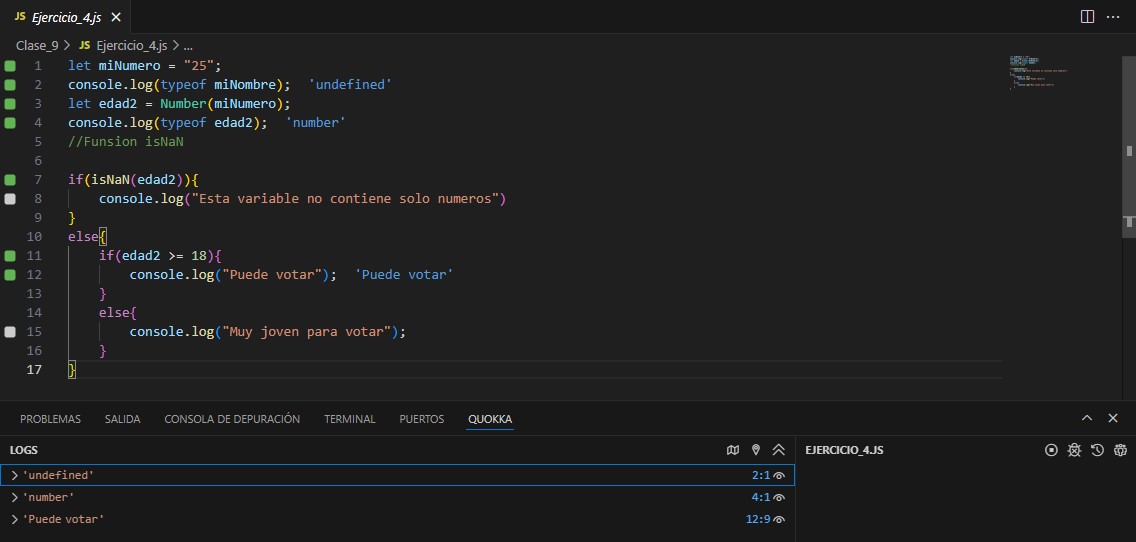 JS Ejercicio_4.js
Clase_9 > JS Ejercicio_4.js > ...
1 let miNumero = "25";
2 console.log(typeof miNombre); 'undefined'
3 let edad2 = Number(miNumero);
4 console.log(typeof edad2); 'number'
5 //Funsion isNaN
6
7 if(isNaN(edad2)){
8 console.log("Esta variable no contiene solo numeros")
9 }
10 else{
11 if(edad2 >= 18){
12 console.log("Puede votar"); 'Puede votar'
13 }
14 else{
15 console.log("Muy joven para votar");
16 }
17 }
PROBLEMAS SALIDA CONSOLA DE DEPURACIÓN TERMINAL PUERTOS QUOKKA
LOGS
EJERCICIO_4.JS
> 'undefined' 2:1
> 'number' 4:1
> 'Puede votar' 12:9